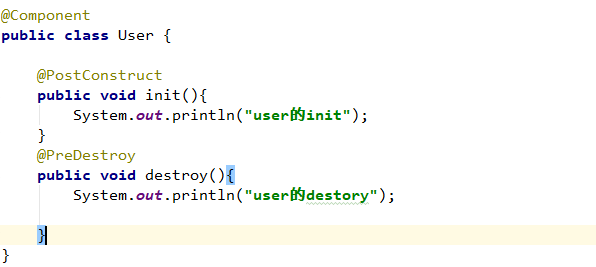 @Component
public class User {
@PostConstruct
public void init(){
System.out.println("user的init");
}
@PreDestroy
public void destroy(){
System.out.println("user的destory");
}
}